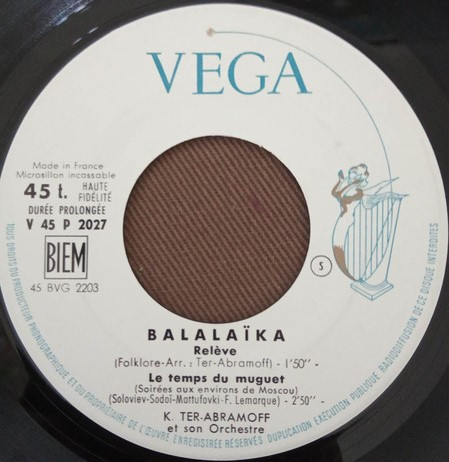 VEGA
Made in France
Microsillon incassable
45 t. HAUTE FIDÉLITÉ
DURÉE PROLONGÉE
V 45 P 2027
BIEM
45 BVG 2203
S
BALALAÏKA
Relève
(Folklore-Arr. : Ter-Abramoff) - 1'50'' -
Le temps du muguet
(Soirées aux environs de Moscou)
(Soloviev-Sodoï-Mattufovki-F. Lemarque) - 2'50'' -
K. TER-ABRAMOFF
et son Orchestre
TOUS DROITS DU PRODUCTEUR PHONOGRAPHIQUE ET DU PROPRIÉTAIRE DE L'ŒUVRE ENREGISTRÉE RÉSERVÉS DUPLICATION EXÉCUTION PUBLIQUE RADIODIFFUSION DE CE DISQUE INTERDITES